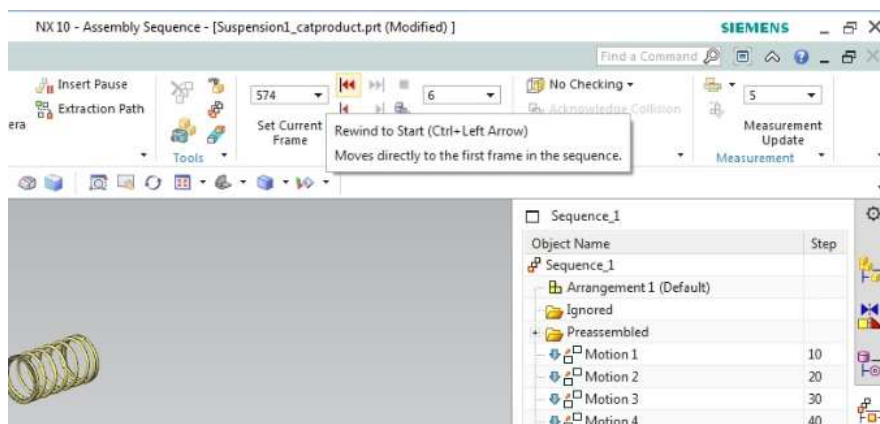 NX 10 - Assembly Sequence - [Suspension1_catproduct.prt (Modified) ]
SIEMENS
Find a Command
Insert Pause
Extraction Path
era
Tools
574
Set Current
Frame
6
No Checking
Acknowledge Collision
5
Measurement
Update
Measurement
Rewind to Start (Ctrl+Left Arrow)
Moves directly to the first frame in the sequence.
Sequence_1
Object Name Step
Sequence_1
Arrangement 1 (Default)
Ignored
Preassembled
Motion 1 10
Motion 2 20
Motion 3 30
Motion 4 40